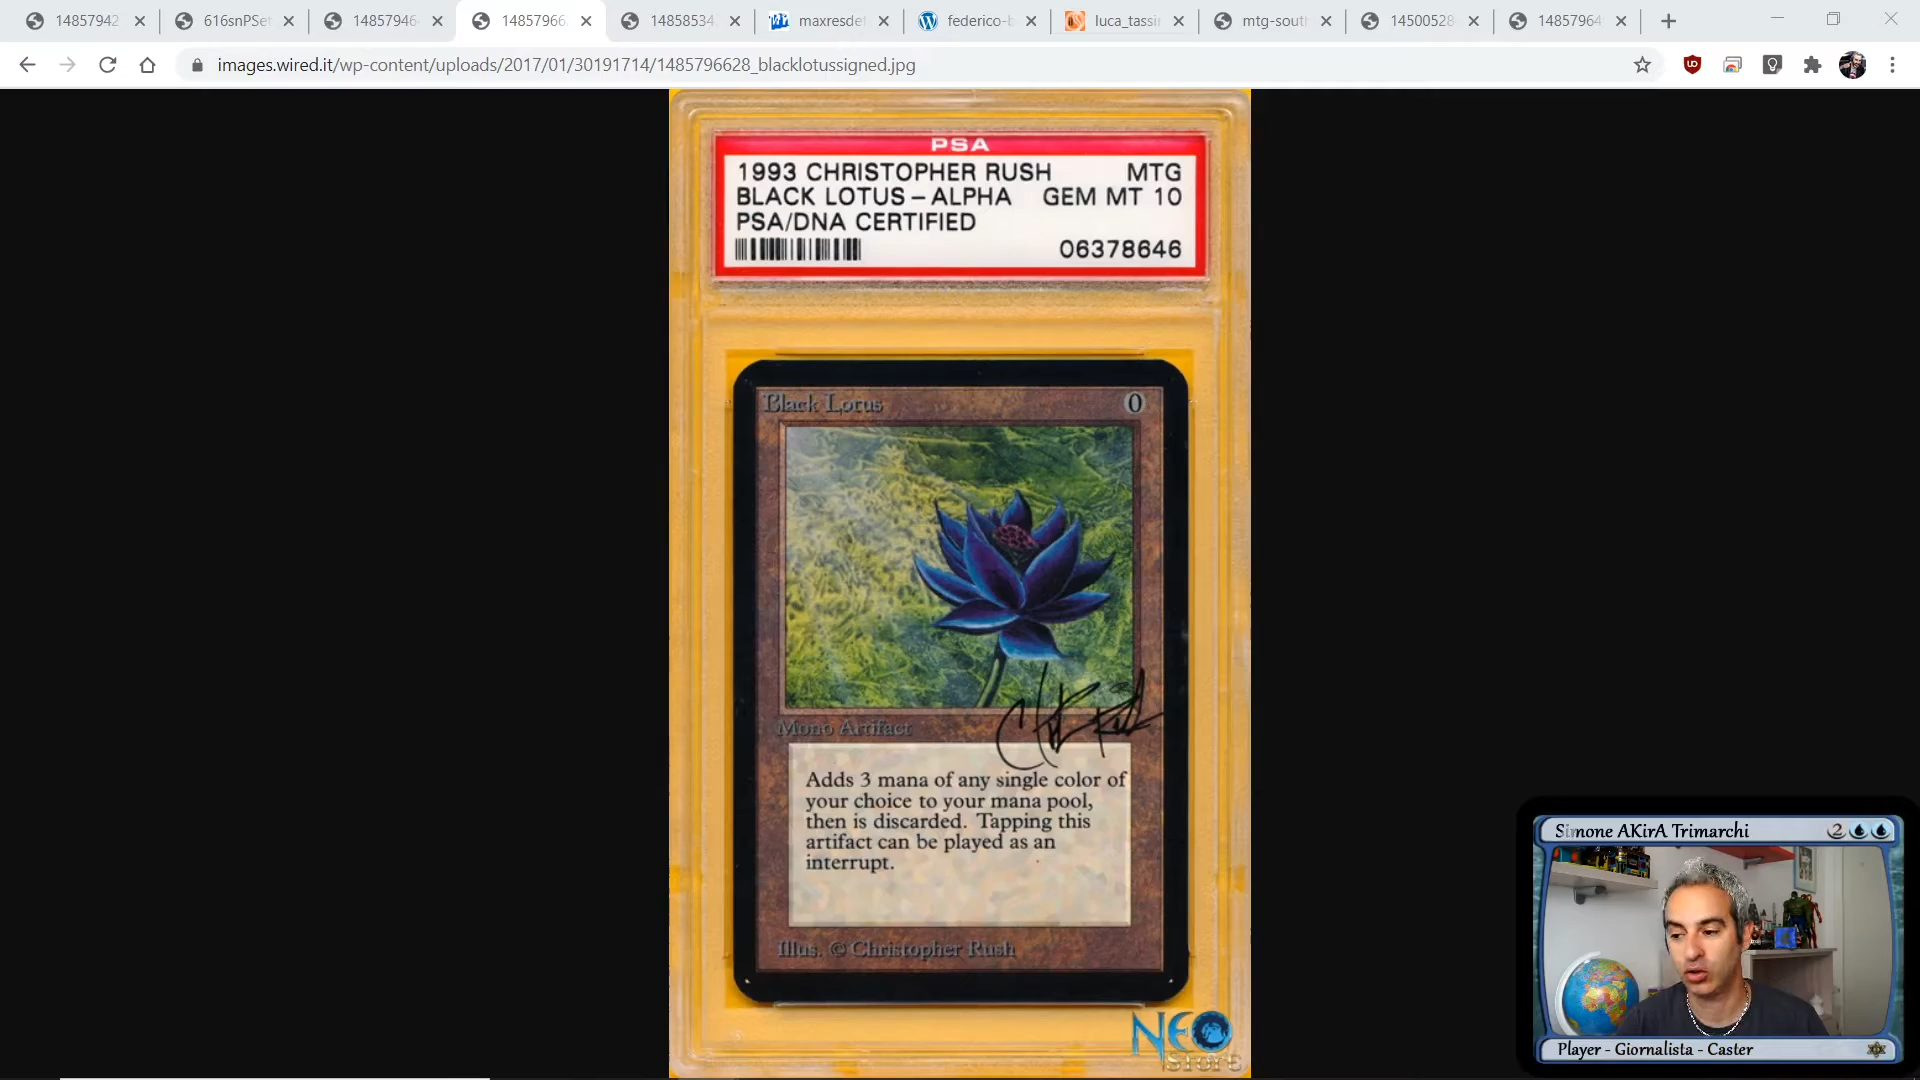 14857942
616snPSet
14857946
14857966
14858534
maxresdef
federico-b
luca_tassi
mtg-south
14500528
14857964
images.wired.it/wp-content/uploads/2017/01/30191714/1485796628_blacklotussigned.jpg
PSA
1993 CHRISTOPHER RUSH MTG
BLACK LOTUS – ALPHA GEM MT 10
PSA/DNA CERTIFIED
06378646
Black Lotus 0
Mono Artifact
Adds 3 mana of any single color of
your choice to your mana pool,
then is discarded. Tapping this
artifact can be played as an
interrupt.
Illus. © Christopher Rush
NEO
Store
Simone AKirA Trimarchi 2
Player - Giornalista - Caster